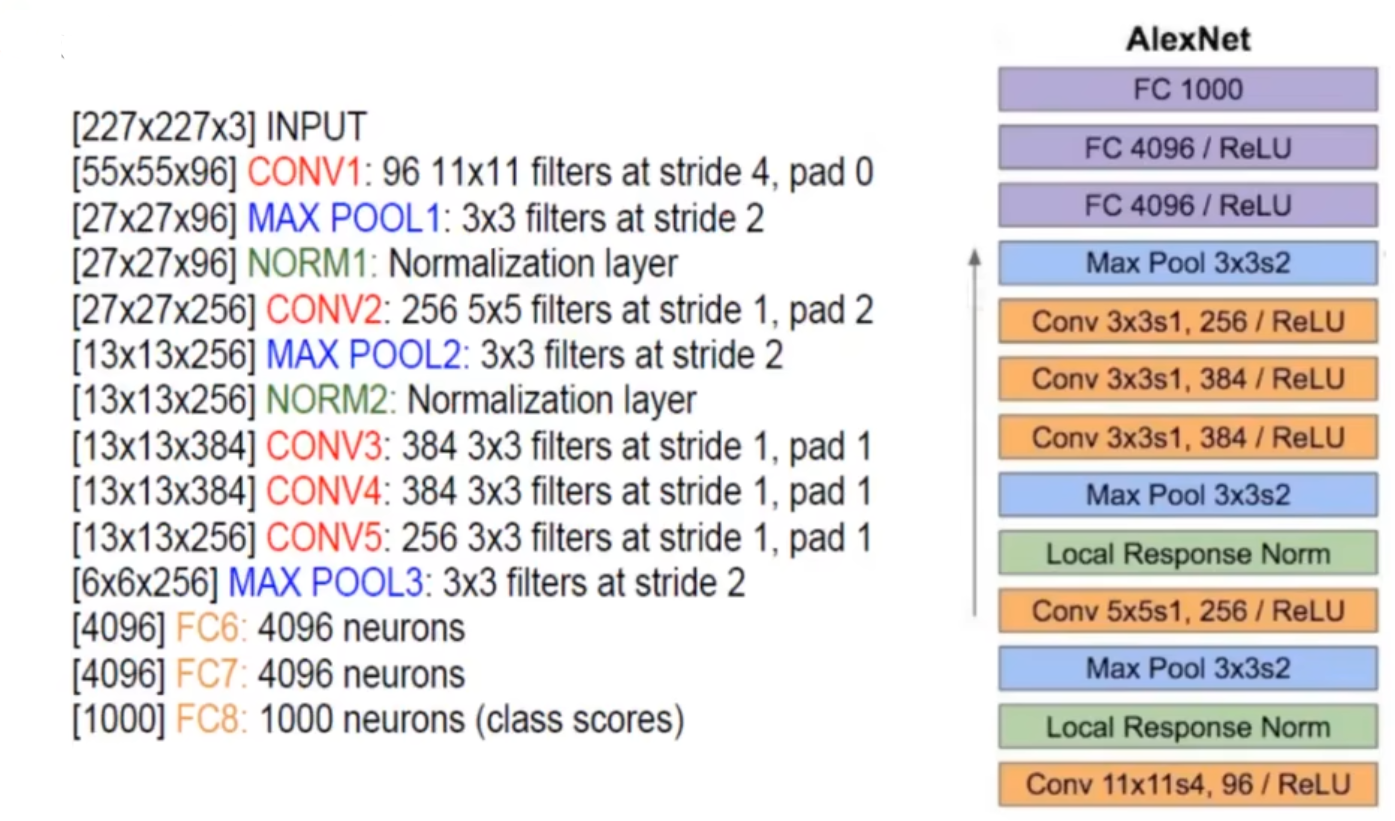 [227x227x3] INPUT
[55x55x96] CONV1: 96 11x11 filters at stride 4, pad 0
[27x27x96] MAX POOL1: 3x3 filters at stride 2
[27x27x96] NORM1: Normalization layer
[27x27x256] CONV2: 256 5x5 filters at stride 1, pad 2
[13x13x256] MAX POOL2: 3x3 filters at stride 2
[13x13x256] NORM2: Normalization layer
[13x13x384] CONV3: 384 3x3 filters at stride 1, pad 1
[13x13x384] CONV4: 384 3x3 filters at stride 1, pad 1
[13x13x256] CONV5: 256 3x3 filters at stride 1, pad 1
[6x6x256] MAX POOL3: 3x3 filters at stride 2
[4096] FC6: 4096 neurons
[4096] FC7: 4096 neurons
[1000] FC8: 1000 neurons (class scores)
AlexNet
FC 1000
FC 4096 / ReLU
FC 4096 / ReLU
Max Pool 3x3s2
Conv 3x3s1, 256 / ReLU
Conv 3x3s1, 384 / ReLU
Conv 3x3s1, 384 / ReLU
Max Pool 3x3s2
Local Response Norm
Conv 5x5s1, 256 / ReLU
Max Pool 3x3s2
Local Response Norm
Conv 11x11s4, 96 / ReLU